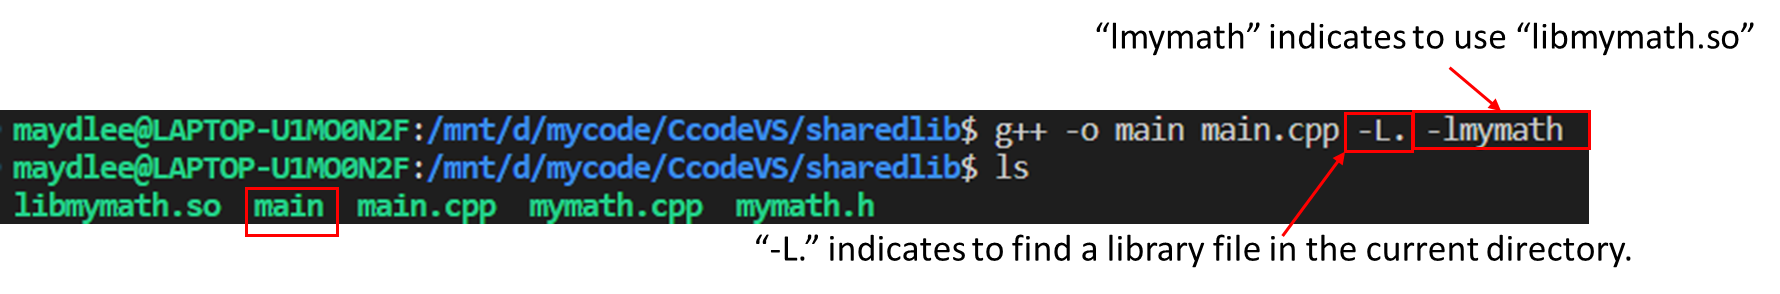 “lmymath” indicates to use “libmymath.so”
maydlee@LAPTOP-U1MO0N2F:/mnt/d/mycode/CcodeVS/sharedlib$ g++ -o main main.cpp -L. -lmymath
maydlee@LAPTOP-U1MO0N2F:/mnt/d/mycode/CcodeVS/sharedlib$ ls
libmymath.so main main.cpp mymath.cpp mymath.h
“-L.” indicates to find a library file in the current directory.